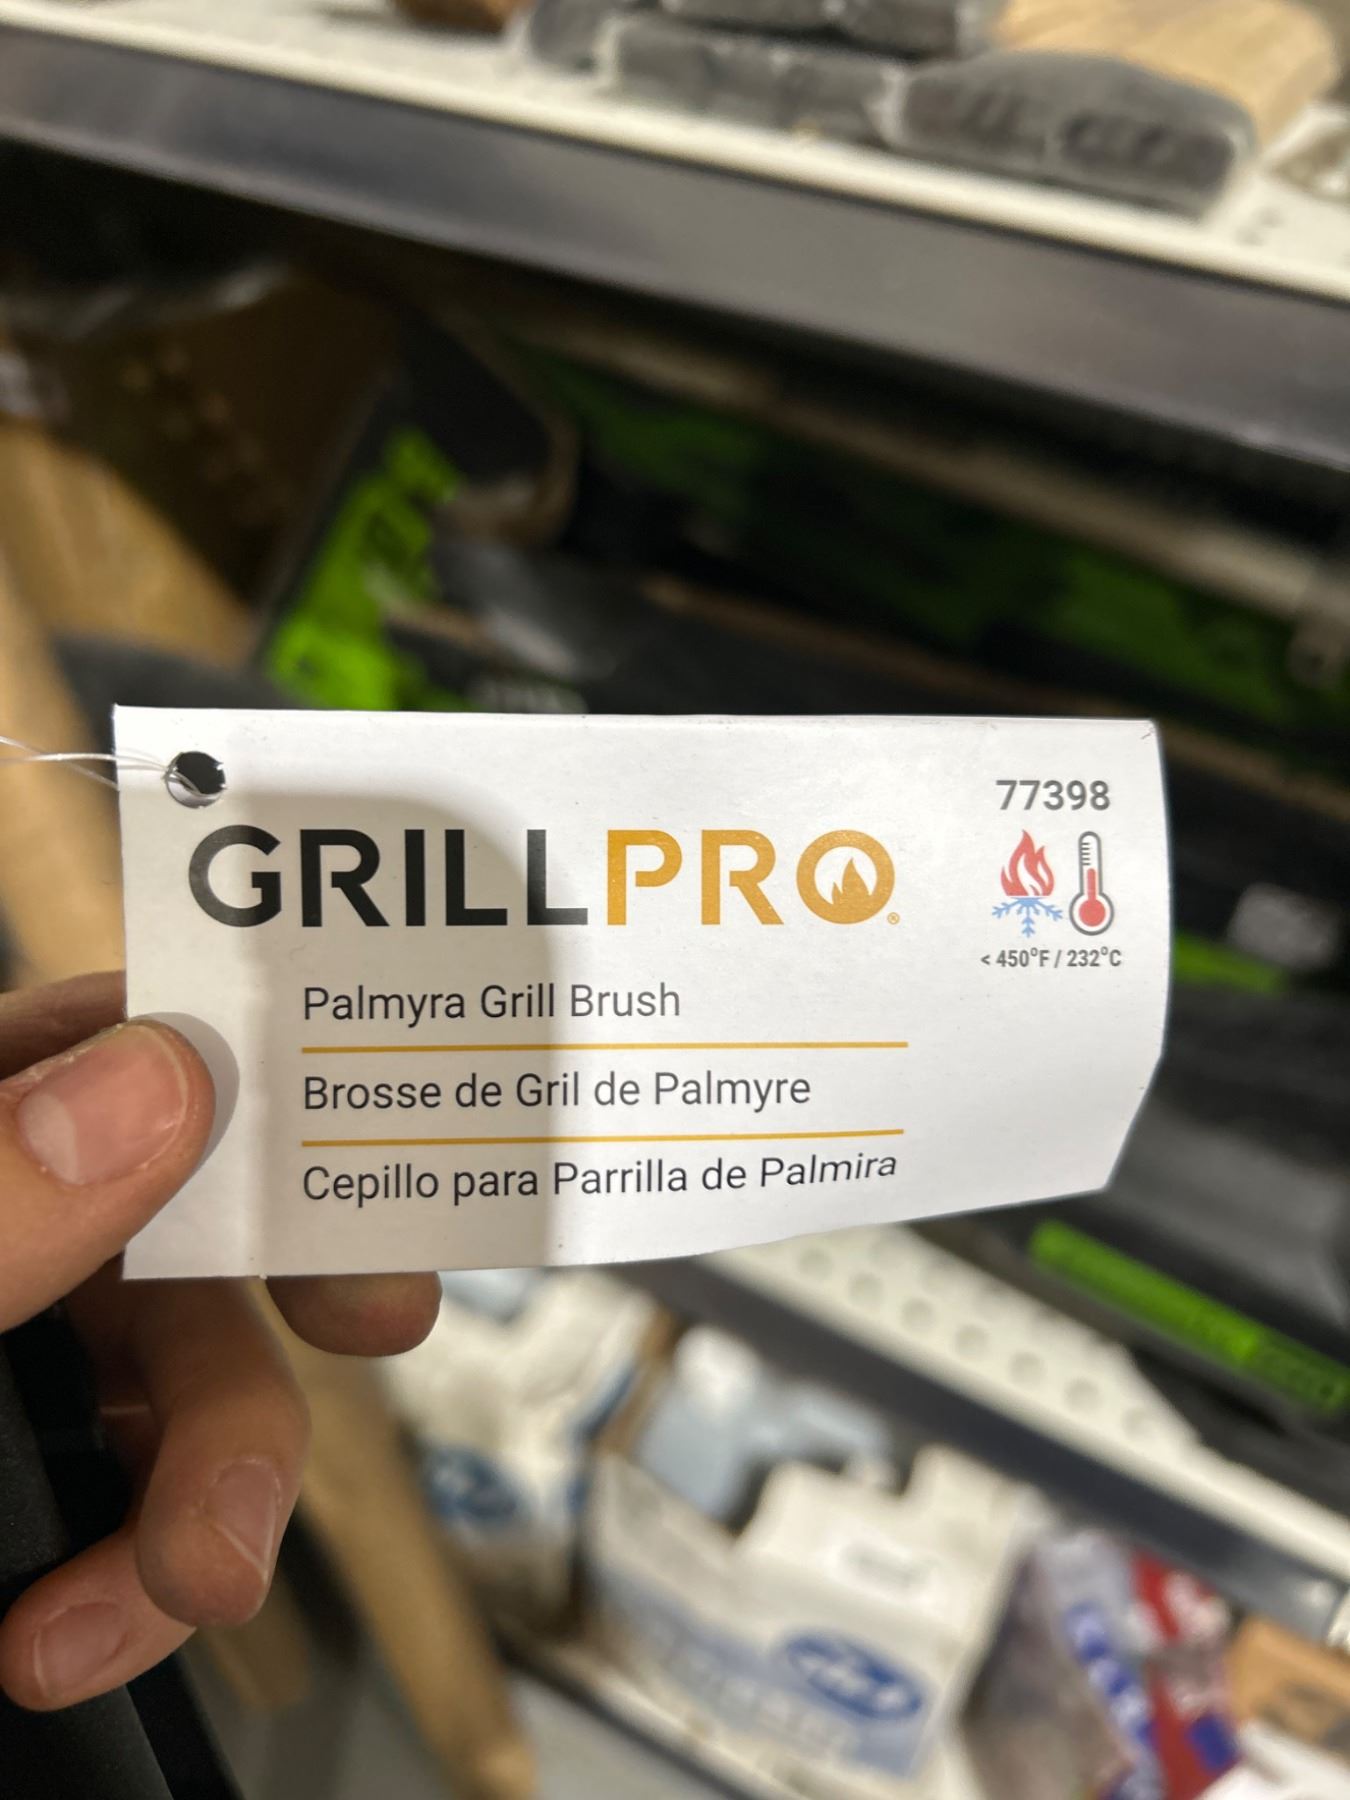 77398
GRILLPRO®
< 450°F / 232°C
Palmyra Grill Brush
Brosse de Gril de Palmyre
Cepillo para Parrilla de Palmira